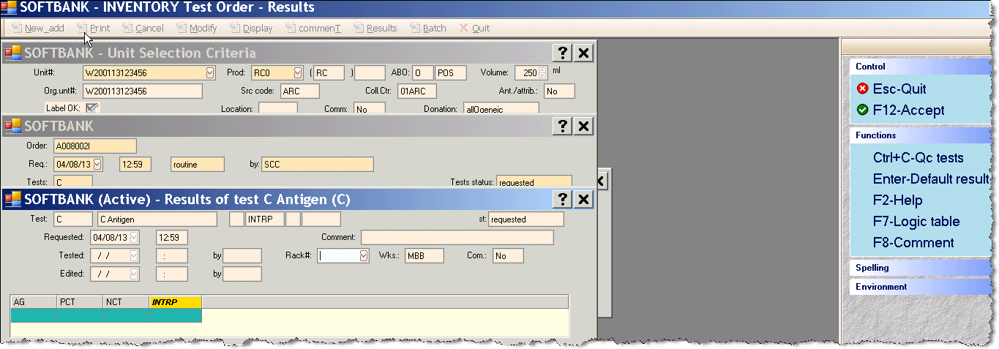 SOFTBANK - INVENTORY Test Order - Results
New_add Print Cancel Modify Display commenT Results Batch Quit
SOFTBANK - Unit Selection Criteria
Unit#: W200113123456 Prod: RC0 ( RC ) ABO: O POS Volume: 250 ml
Org.unt#: W200113123456 Src code: ARC Coll.Ctr: 01ARC Ant./attrib.: No
Label OK: Location: Comm: No Donation: allOgeneic
SOFTBANK
Order: A008002I
Req.: 04/08/13 12:59 routine by: SCC
Tests: C Tests status: requested
SOFTBANK (Active) - Results of test C Antigen (C)
Test: C C Antigen INTRP st: requested
Requested: 04/08/13 12:59 Comment:
Tested: / / : by Rack#: Wks.: MBB Com.: No
Edited: / / : by
AG PCT NCT INTRP
Control
Esc-Quit
F12-Accept
Functions
Ctrl+C-Qc tests
Enter-Default result
F2-Help
F7-Logic table
F8-Comment
Spelling
Environment